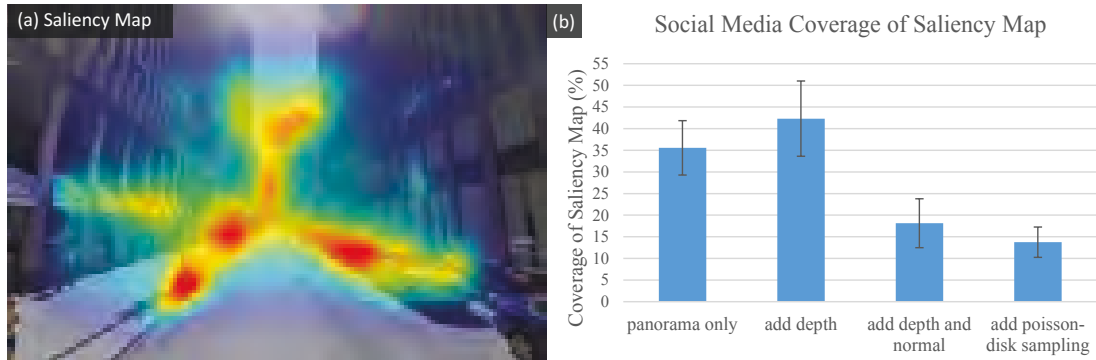 (a) Saliency Map
(b)
Social Media Coverage of Saliency Map
Coverage of Saliency Map (%)
55
50
45
40
35
30
25
20
15
10
5
0
panorama only
add depth
add depth and
normal
add poisson-
disk sampling